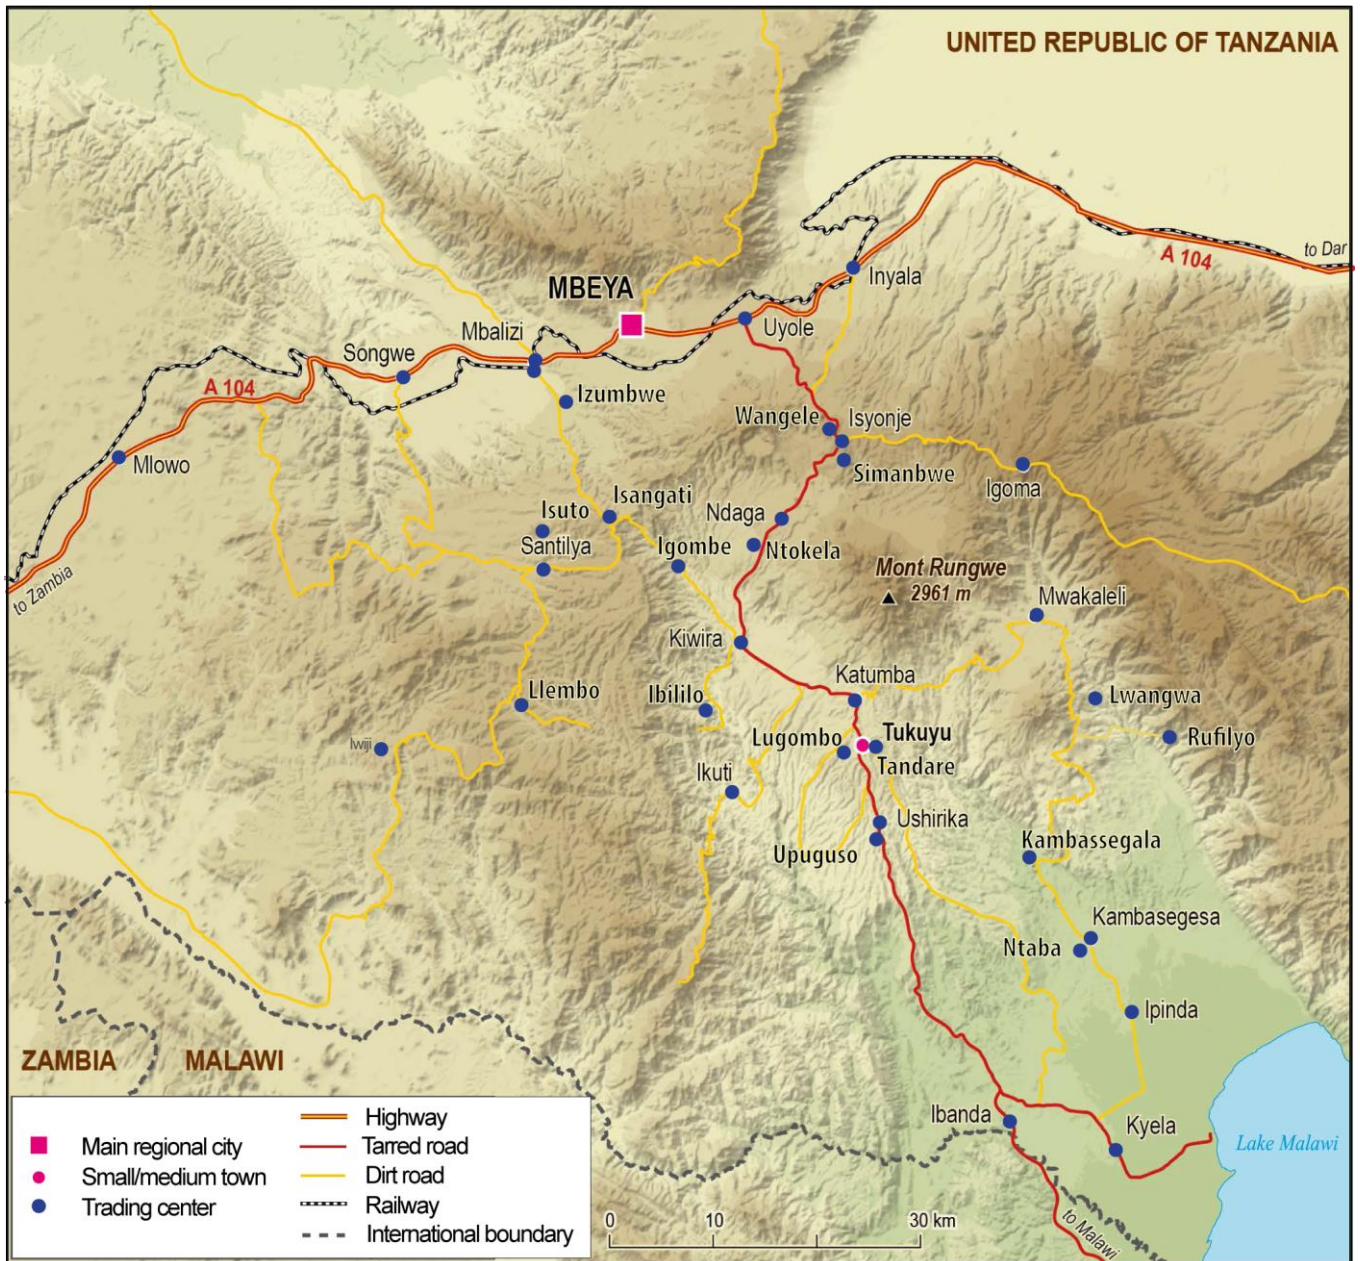 UNITED REPUBLIC OF TANZANIA
to Dar
A 104
Inyala
MBEYA
Uyole
Mbalizi
Songwe
A 104
Izumbwe
Wangele
Isyonje
Mlowo
Simanbwe
Igoma
Isangati
Isuto
Ndaga
Santilya
Igombe
Ntokela
Mont Rungwe
2961 m
to Zambia
Mwakaleli
Kiwira
Katumba
Llembo
Ibililo
Lwangwa
Iwiji
Lugombo
Tukuyu
Rufilyo
Tandare
Ikuti
Ushirika
Upuguso
Kambassegala
Kambasegesa
Ntaba
Ipinda
ZAMBIA
MALAWI
Ibanda
Kyela
Lake Malawi
to Malawi
Main regional city
Small/medium town
Trading center
Highway
Tarred road
Dirt road
Railway
International boundary
0 10 30 km